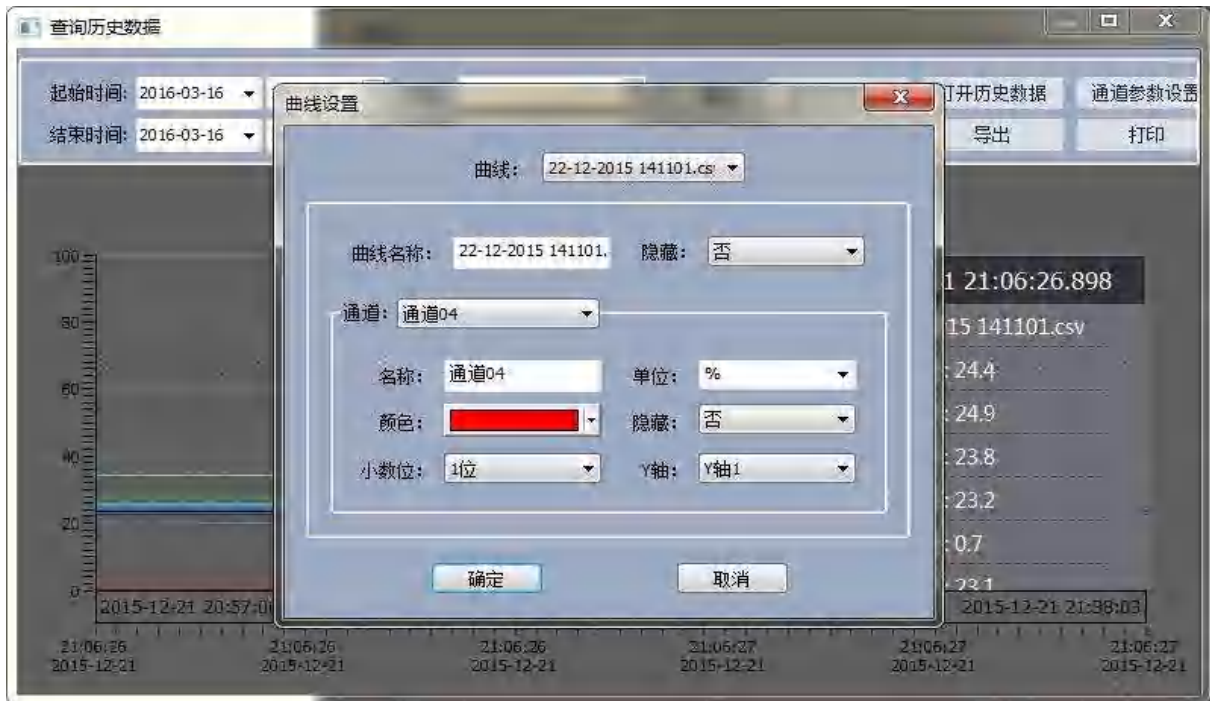 查询历史数据
起始时间: 2016-03-16
打开历史数据
通道参数设置
结束时间: 2016-03-16
导出
打印
曲线设置
曲线: 22-12-2015 141101.cs
曲线名称: 22-12-2015 141101.
隐藏: 否
通道: 通道04
名称: 通道04
单位: %
颜色:
隐藏: 否
小数位: 1位
Y轴: Y轴1
确定
取消
1 21:06:26.898
15 141101.csv
: 24.4
: 24.9
: 23.8
: 23.2
: 0.7
: 23.1
100
80
60
40
20
0
2015-12-21 20:57:0
2015-12-21 21:38:03
21:06:26
2015-12-21
21:06:26
2015-12-21
21:06:26
2015-12-21
21:06:27
2015-12-21
21:06:27
2015-12-21
21:06:27
2015-12-21